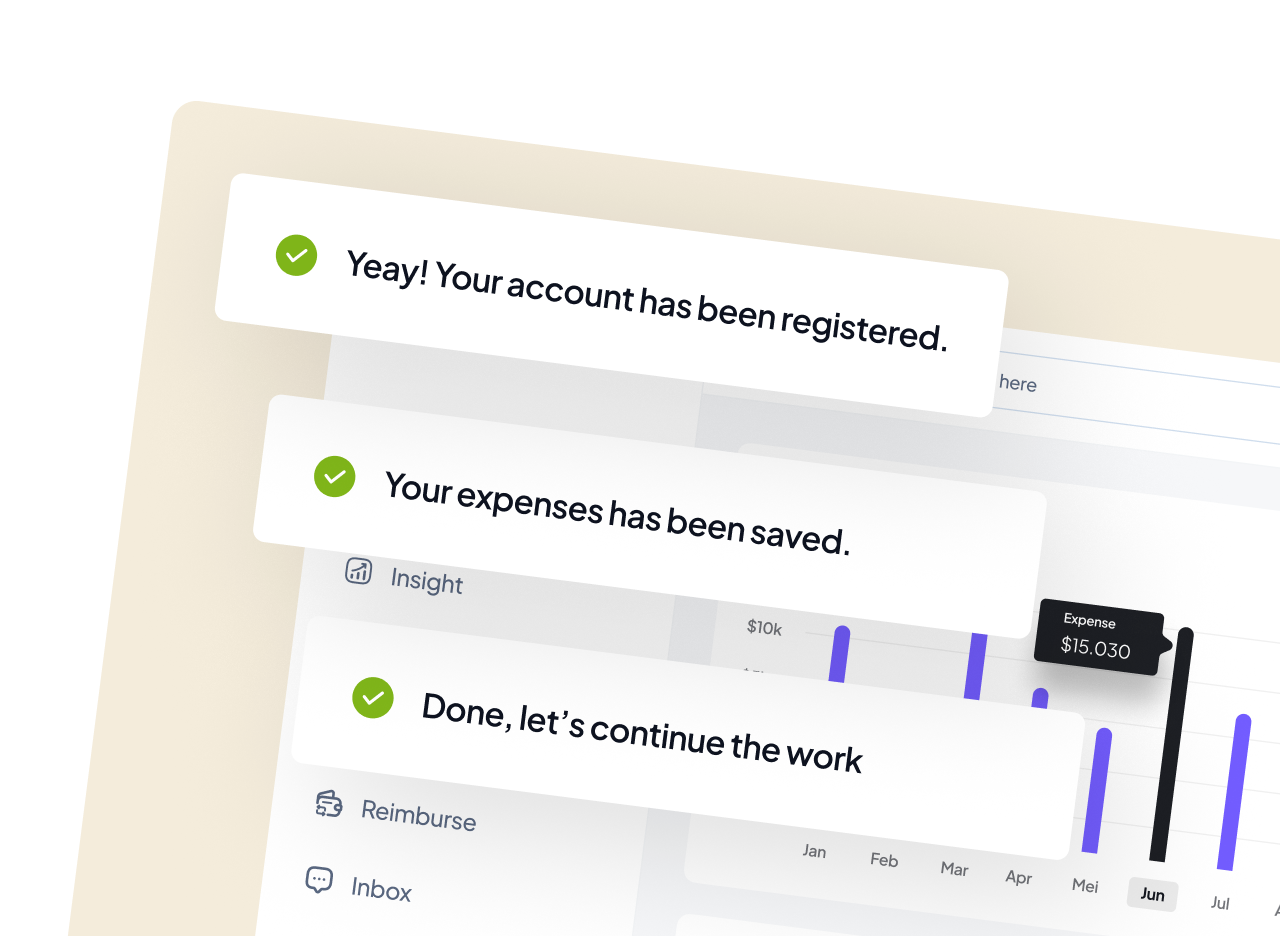 Yeay! Your account has been registered.
here
Your expenses has been saved.
Insight
$10k
Expense
$15.030
Done, let’s continue the work
Reimburse
Inbox
Jan
Feb
Mar
Apr
Mei
Jun
Jul